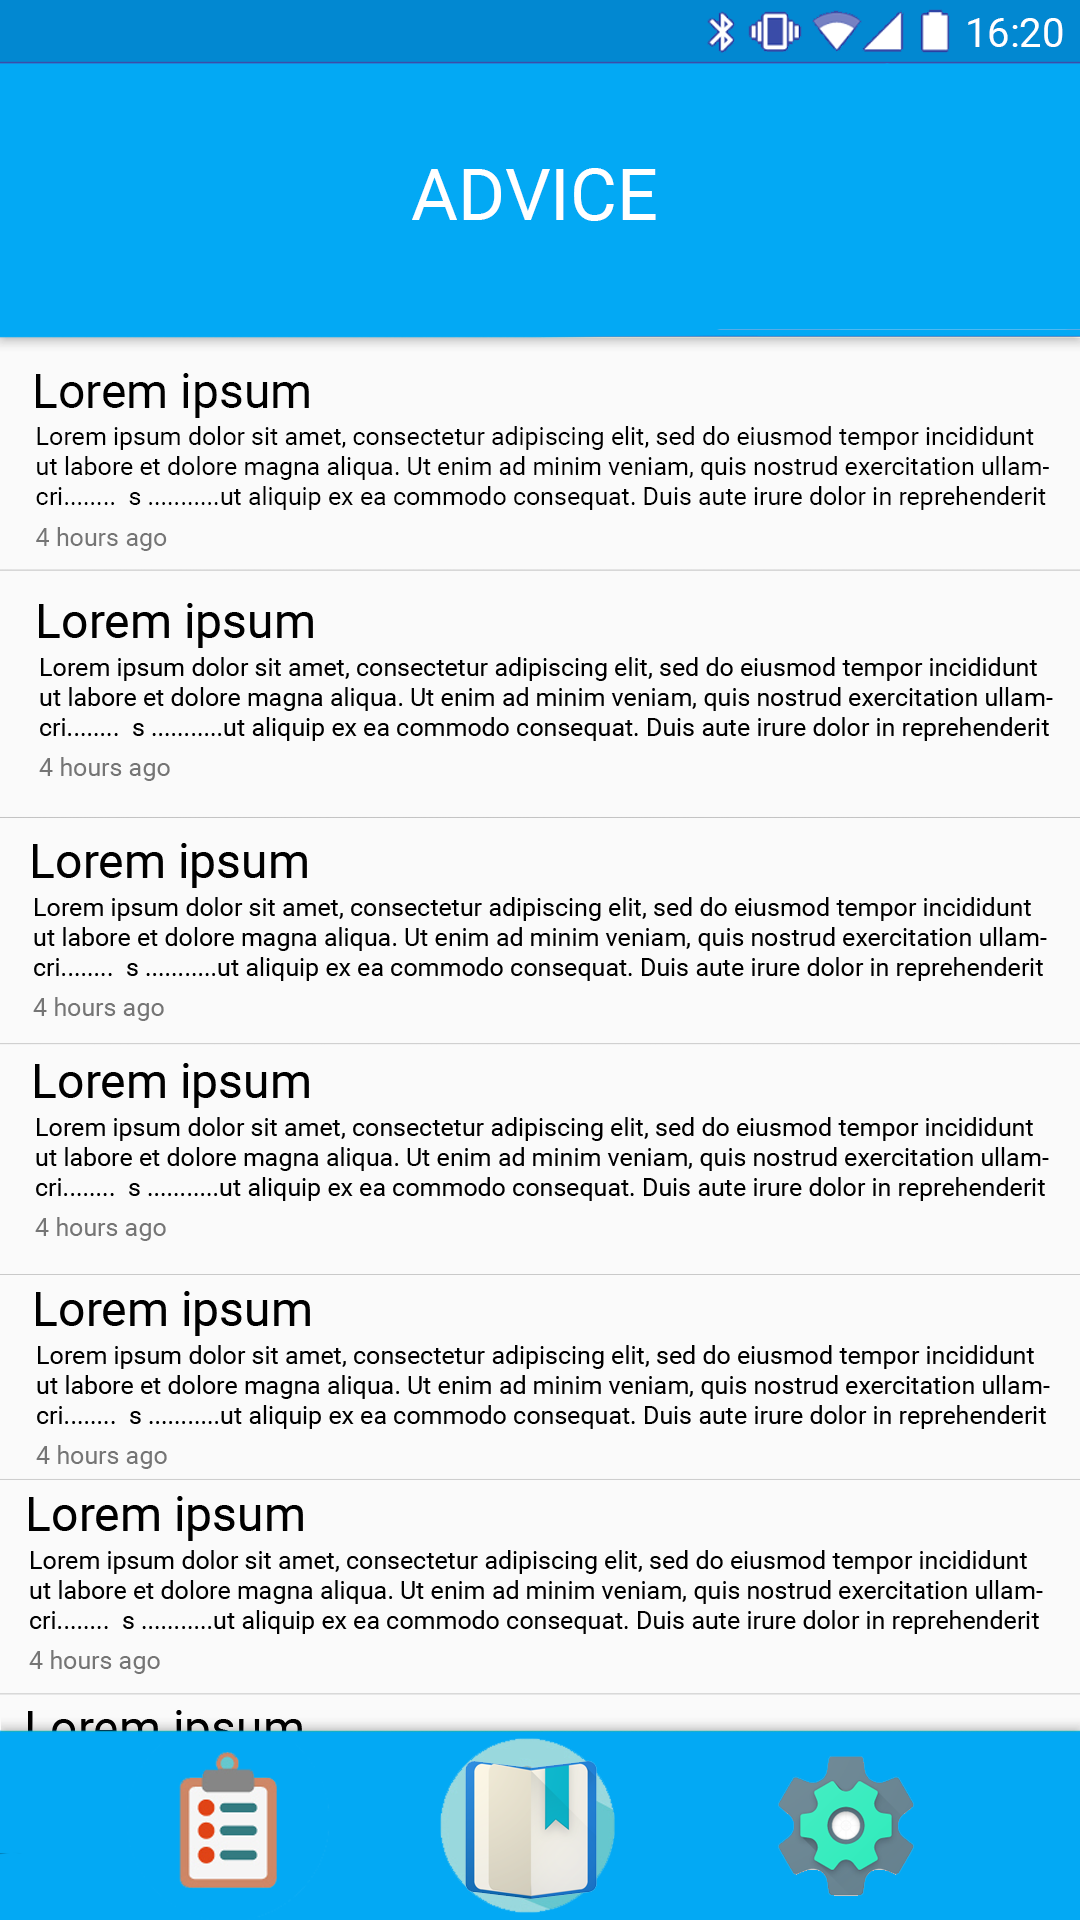 16:20
ADVICE
Lorem ipsum
Lorem ipsum dolor sit amet, consectetur adipiscing elit, sed do eiusmod tempor incididunt
ut labore et dolore magna aliqua. Ut enim ad minim veniam, quis nostrud exercitation ullam-
cri........ s ...........ut aliquip ex ea commodo consequat. Duis aute irure dolor in reprehenderit
4 hours ago
Lorem ipsum
Lorem ipsum dolor sit amet, consectetur adipiscing elit, sed do eiusmod tempor incididunt
ut labore et dolore magna aliqua. Ut enim ad minim veniam, quis nostrud exercitation ullam-
cri........ s ...........ut aliquip ex ea commodo consequat. Duis aute irure dolor in reprehenderit
4 hours ago
Lorem ipsum
Lorem ipsum dolor sit amet, consectetur adipiscing elit, sed do eiusmod tempor incididunt
ut labore et dolore magna aliqua. Ut enim ad minim veniam, quis nostrud exercitation ullam-
cri........ s ...........ut aliquip ex ea commodo consequat. Duis aute irure dolor in reprehenderit
4 hours ago
Lorem ipsum
Lorem ipsum dolor sit amet, consectetur adipiscing elit, sed do eiusmod tempor incididunt
ut labore et dolore magna aliqua. Ut enim ad minim veniam, quis nostrud exercitation ullam-
cri........ s ...........ut aliquip ex ea commodo consequat. Duis aute irure dolor in reprehenderit
4 hours ago
Lorem ipsum
Lorem ipsum dolor sit amet, consectetur adipiscing elit, sed do eiusmod tempor incididunt
ut labore et dolore magna aliqua. Ut enim ad minim veniam, quis nostrud exercitation ullam-
cri........ s ...........ut aliquip ex ea commodo consequat. Duis aute irure dolor in reprehenderit
4 hours ago
Lorem ipsum
Lorem ipsum dolor sit amet, consectetur adipiscing elit, sed do eiusmod tempor incididunt
ut labore et dolore magna aliqua. Ut enim ad minim veniam, quis nostrud exercitation ullam-
cri........ s ...........ut aliquip ex ea commodo consequat. Duis aute irure dolor in reprehenderit
4 hours ago
Lorem ipsum